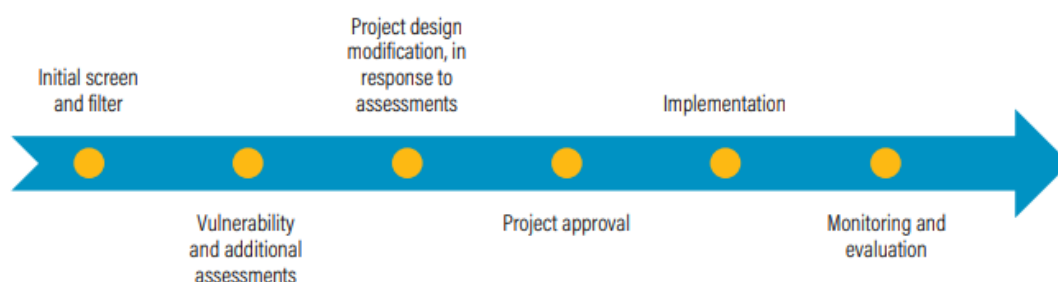 Initial screen
and filter
Vulnerability
and additional
assessments
Project design
modification, in
response to
assessments
Project approval
Implementation
Monitoring and
evaluation